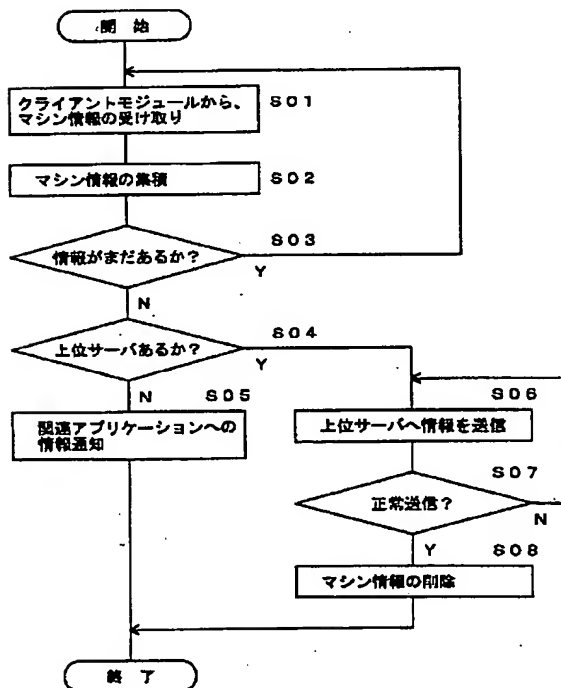 開 始
クライアントモジュールから、
マシン情報の受け取り
S01
マシン情報の集積
S02
情報がまだあるか？
S03
Y
N
上位サーバあるか？
S04
Y
N
S05
関連アプリケーションへの
情報通知
S06
上位サーバへ情報を送信
S07
正常送信？
N
Y
S08
マシン情報の削除
終 了